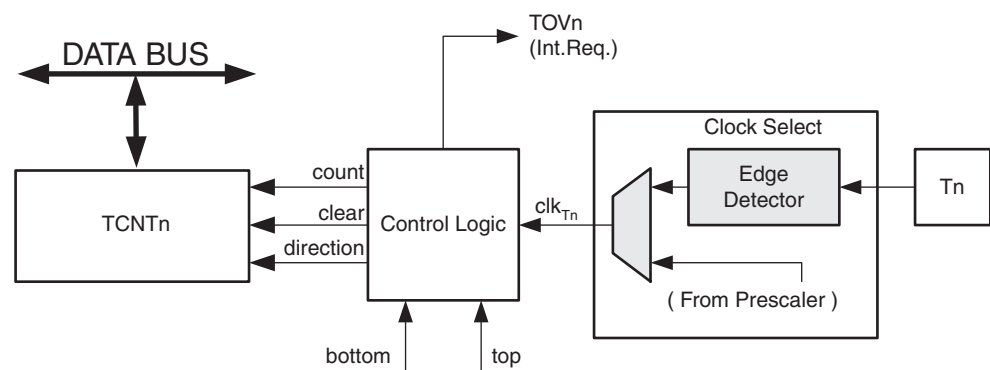 TOVn
(Int.Req.)
DATA BUS
Clock Select
count
Edge
Detector
Tn
TCNTn
clear
Control Logic
clkTn
direction
( From Prescaler )
bottom
top